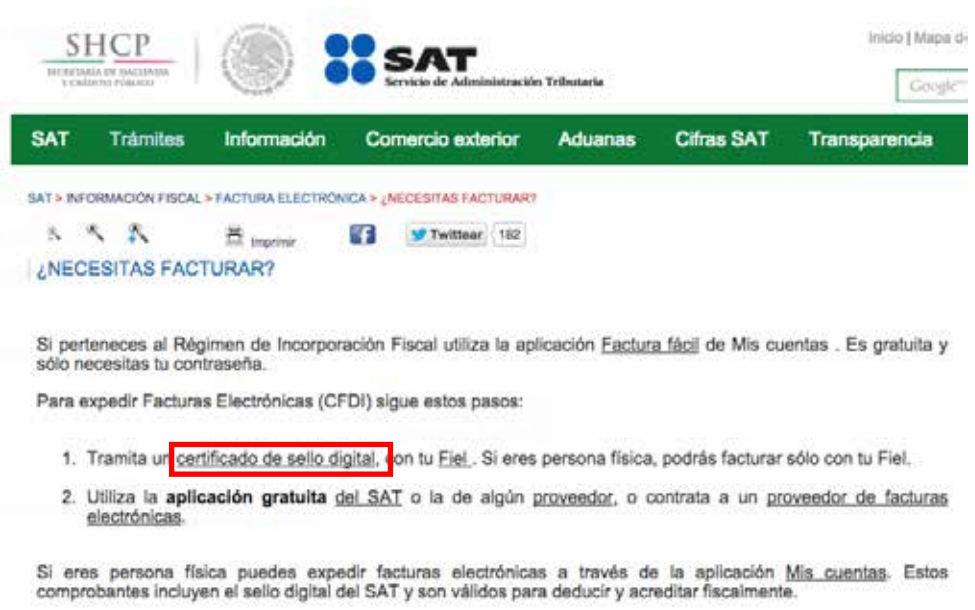 SHCP
SECRETARÍA DE HACIENDA
Y CRÉDITO PÚBLICO
SAT
Servicio de Administración Tributaria
Inicio | Mapa d
Google
SAT Trámites Información Comercio exterior Aduanas Cifras SAT Transparencia
SAT > INFORMACIÓN FISCAL > FACTURA ELECTRÓNICA > ¿NECESITAS FACTURAR?
Imprimir Twittear 182
¿NECESITAS FACTURAR?
Si perteneces al Régimen de Incorporación Fiscal utiliza la aplicación Factura fácil de Mis cuentas . Es gratuita y
sólo necesitas tu contraseña.
Para expedir Facturas Electrónicas (CFDI) sigue estos pasos:
1. Tramita un certificado de sello digital, con tu Fiel . Si eres persona física, podrás facturar sólo con tu Fiel.
2. Utiliza la aplicación gratuita del SAT o la de algún proveedor, o contrata a un proveedor de facturas
electrónicas.
Si eres persona física puedes expedir facturas electrónicas a través de la aplicación Mis cuentas. Estos
comprobantes incluyen el sello digital del SAT y son válidos para deducir y acreditar fiscalmente.